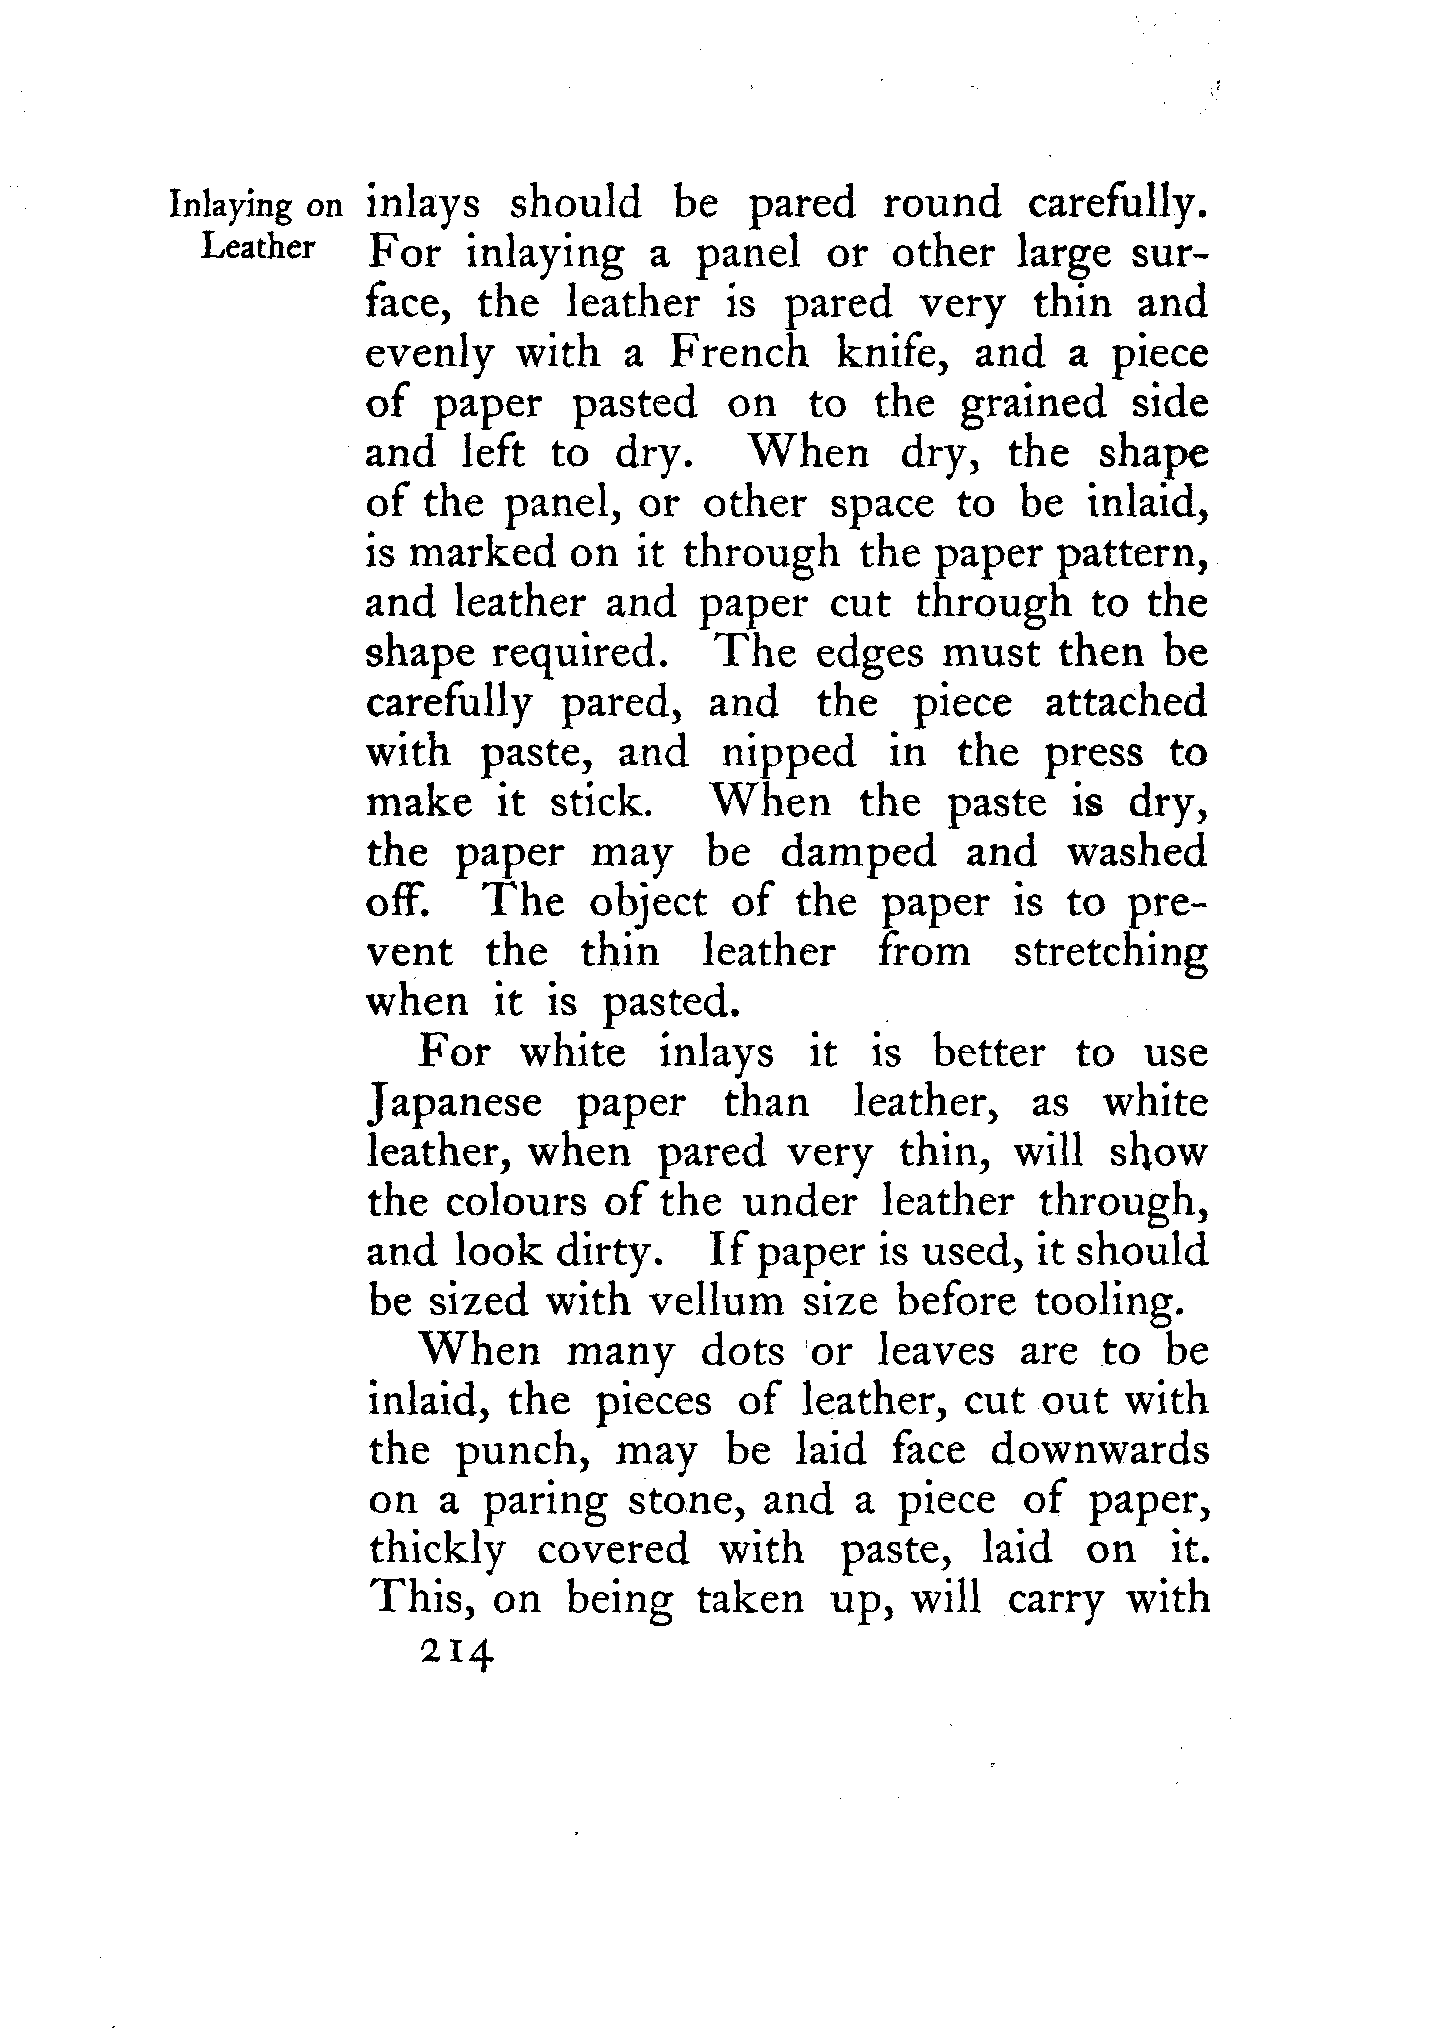 Inlaying on
Leather
inlays should be pared round carefully.
For inlaying a panel or other large sur-
face, the leather is pared very thin and
evenly with a French knife, and a piece
of paper pasted on to the grained side
and left to dry. When dry, the shape
of the panel, or other space to be inlaid,
is marked on it through the paper pattern,
and leather and paper cut through to the
shape required. The edges must then be
carefully pared, and the piece attached
with paste, and nipped in the press to
make it stick. When the paste is dry,
the paper may be damped and washed
off. The object of the paper is to pre-
vent the thin leather from stretching
when it is pasted.
For white inlays it is better to use
Japanese paper than leather, as white
leather, when pared very thin, will show
the colours of the under leather through,
and look dirty. If paper is used, it should
be sized with vellum size before tooling.
When many dots or leaves are to be
inlaid, the pieces of leather, cut out with
the punch, may be laid face downwards
on a paring stone, and a piece of paper,
thickly covered with paste, laid on it.
This, on being taken up, will carry with
214